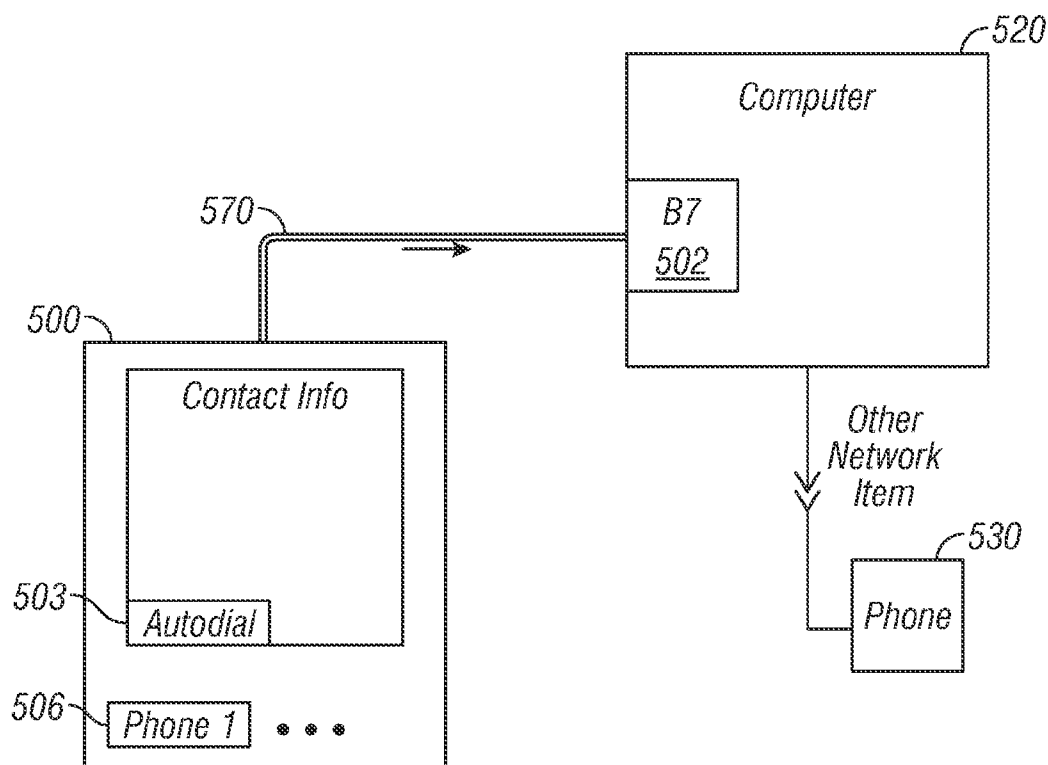 520
Computer
570
B7
502
500
Contact Info
Other
Network
Item
530
503
Autodial
Phone
506
Phone 1 • • •